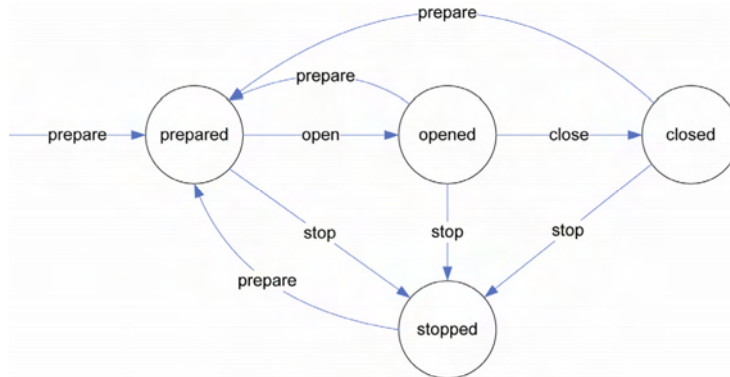 prepare
prepare
prepare prepared open opened close closed
stop stop stop
prepare
stopped